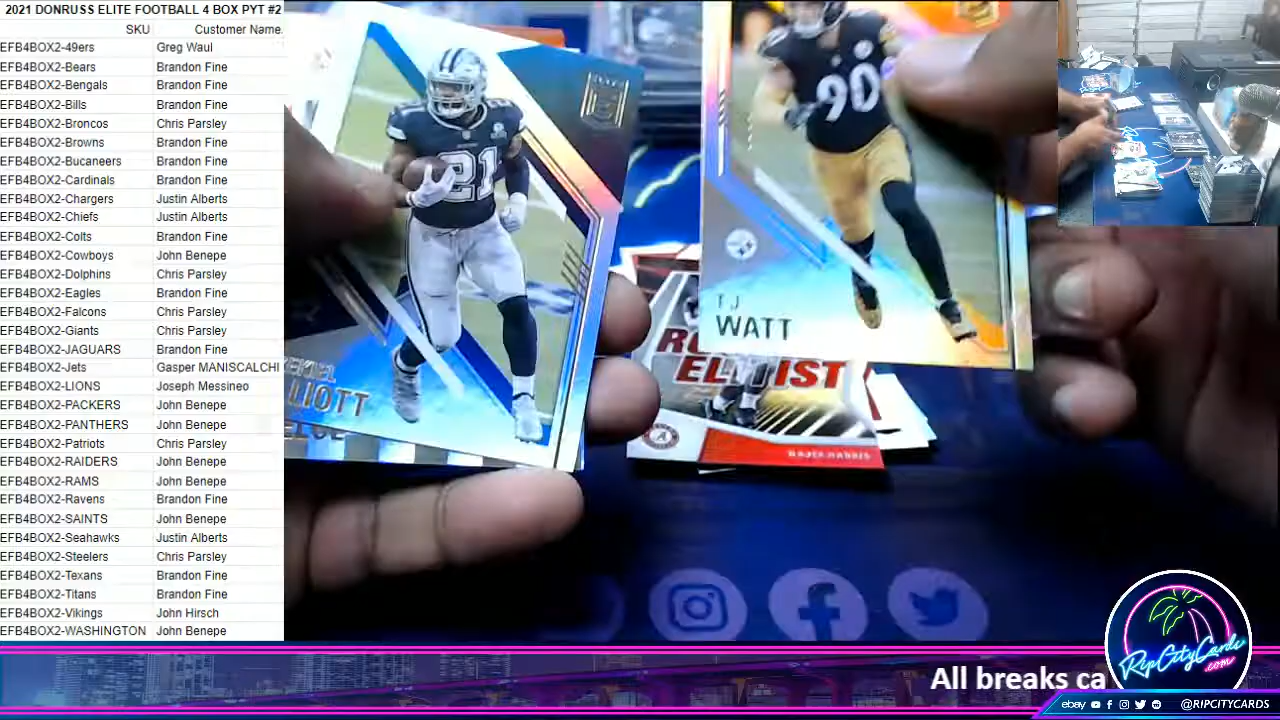 2021 DONRUSS ELITE FOOTBALL 4 BOX PYT #2
SKU Customer Name
EFB4BOX2-49ers Greg Waul
EFB4BOX2-Bears Brandon Fine
EFB4BOX2-Bengals Brandon Fine
EFB4BOX2-Bills Brandon Fine
EFB4BOX2-Broncos Chris Parsley
EFB4BOX2-Browns Brandon Fine
EFB4BOX2-Bucaneers Brandon Fine
EFB4BOX2-Cardinals Brandon Fine
EFB4BOX2-Chargers Justin Alberts
EFB4BOX2-Chiefs Justin Alberts
EFB4BOX2-Colts Brandon Fine
EFB4BOX2-Cowboys John Benepe
EFB4BOX2-Dolphins Chris Parsley
EFB4BOX2-Eagles Brandon Fine
EFB4BOX2-Falcons Chris Parsley
EFB4BOX2-Giants Chris Parsley
EFB4BOX2-JAGUARS Brandon Fine
EFB4BOX2-Jets Gasper MANISCALCHI
EFB4BOX2-LIONS Joseph Messineo
EFB4BOX2-PACKERS John Benepe
EFB4BOX2-PANTHERS John Benepe
EFB4BOX2-Patriots Chris Parsley
EFB4BOX2-RAIDERS John Benepe
EFB4BOX2-RAMS John Benepe
EFB4BOX2-Ravens Brandon Fine
EFB4BOX2-SAINTS John Benepe
EFB4BOX2-Seahawks Justin Alberts
EFB4BOX2-Steelers Chris Parsley
EFB4BOX2-Texans Brandon Fine
EFB4BOX2-Titans Brandon Fine
EFB4BOX2-Vikings John Hirsch
EFB4BOX2-WASHINGTON John Benepe
21
LIOTT
90
TJ
WATT
EL IST
NAJEE HARRIS
All breaks ca
RipCityCards
.com
ebay @RIPCITYCARDS